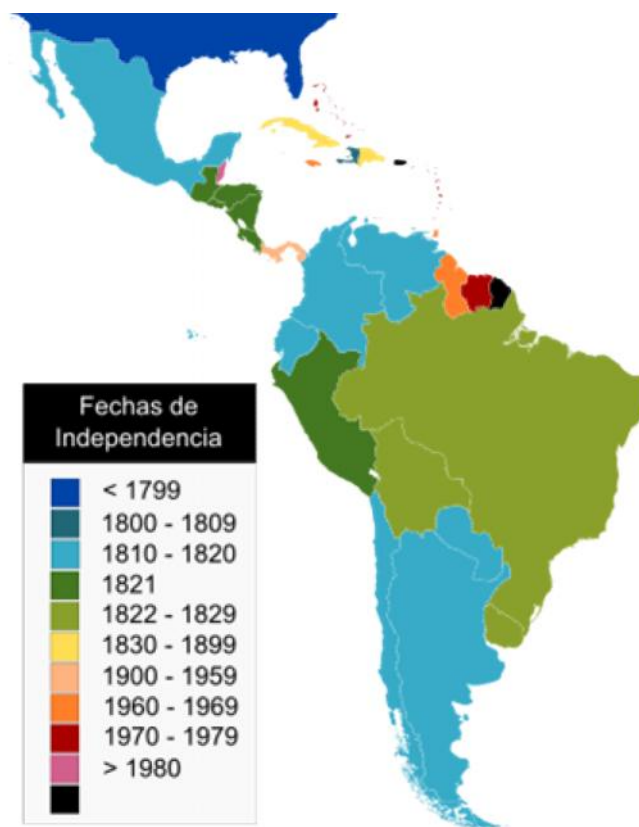 Fechas de
Independencia
< 1799
1800 - 1809
1810 - 1820
1821
1822 - 1829
1830 - 1899
1900 - 1959
1960 - 1969
1970 - 1979
> 1980